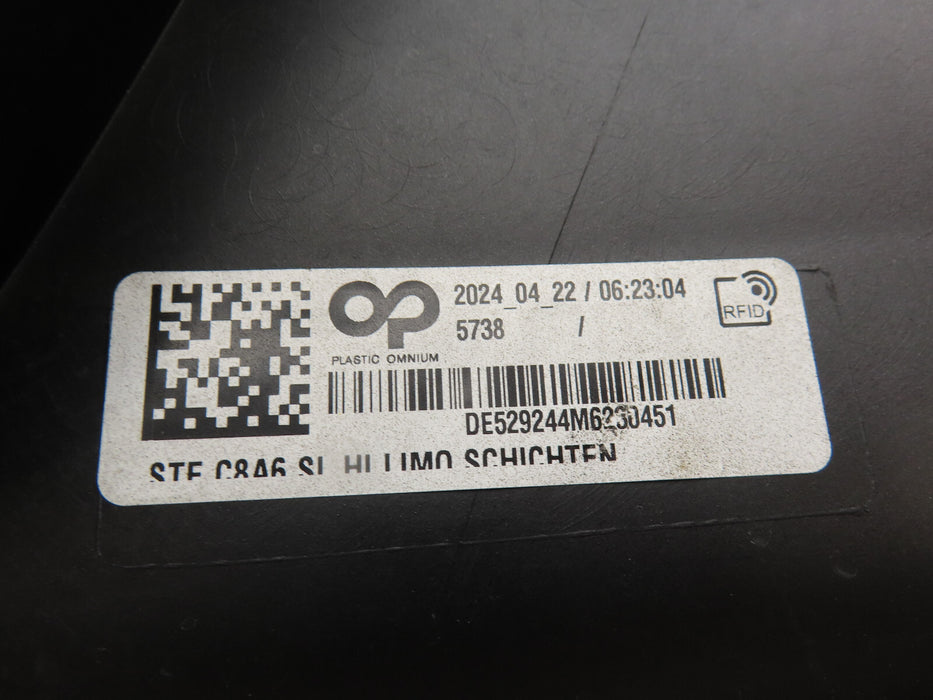 2024_04_22 / 06:23:04
RFID
5738 /
PLASTIC OMNIUM
DE529244M6230451
STF C8A6 SL HI LIMO SCHICHTEN